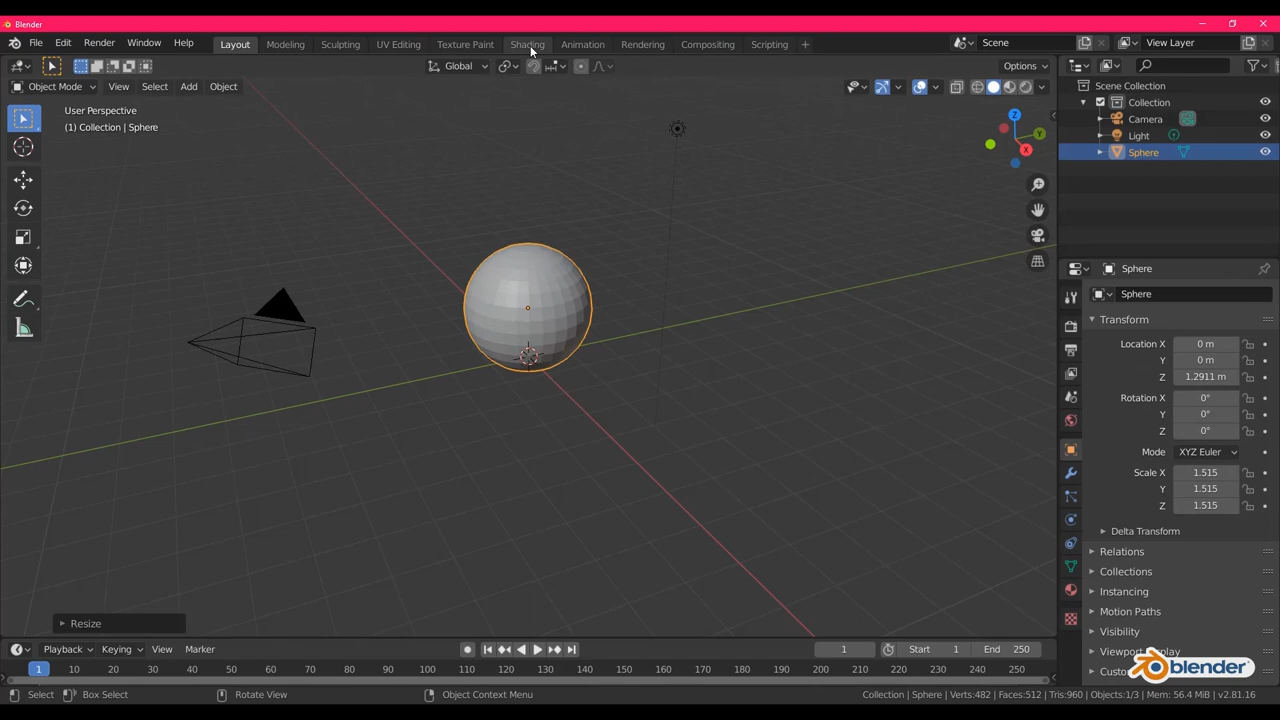 Blender
File Edit Render Window Help Layout Modeling Sculpting UV Editing Texture Paint Shading Animation Rendering Compositing Scripting + Scene View Layer
Global Options
Object Mode View Select Add Object
User Perspective
(1) Collection | Sphere
Z
Y
X
Scene Collection
Collection
Camera
Light
Sphere
Sphere
Sphere
Transform
Location X 0 m
Y 0 m
Z 1.2911 m
Rotation X 0°
Y 0°
Z 0°
Mode XYZ Euler
Scale X 1.515
Y 1.515
Z 1.515
Delta Transform
Relations
Collections
Instancing
Motion Paths
Visibility
Viewport Display
Custo
blender
Resize
Playback Keying View Marker 1 Start 1 End 250
1 10 20 30 40 50 60 70 80 90 100 110 120 130 140 150 160 170 180 190 200 210 220 230 240 250
Select Box Select Rotate View Object Context Menu Collection | Sphere | Verts:482 | Faces:512 | Tris:960 | Objects:1/3 | Mem: 56.4 MiB | v2.81.16